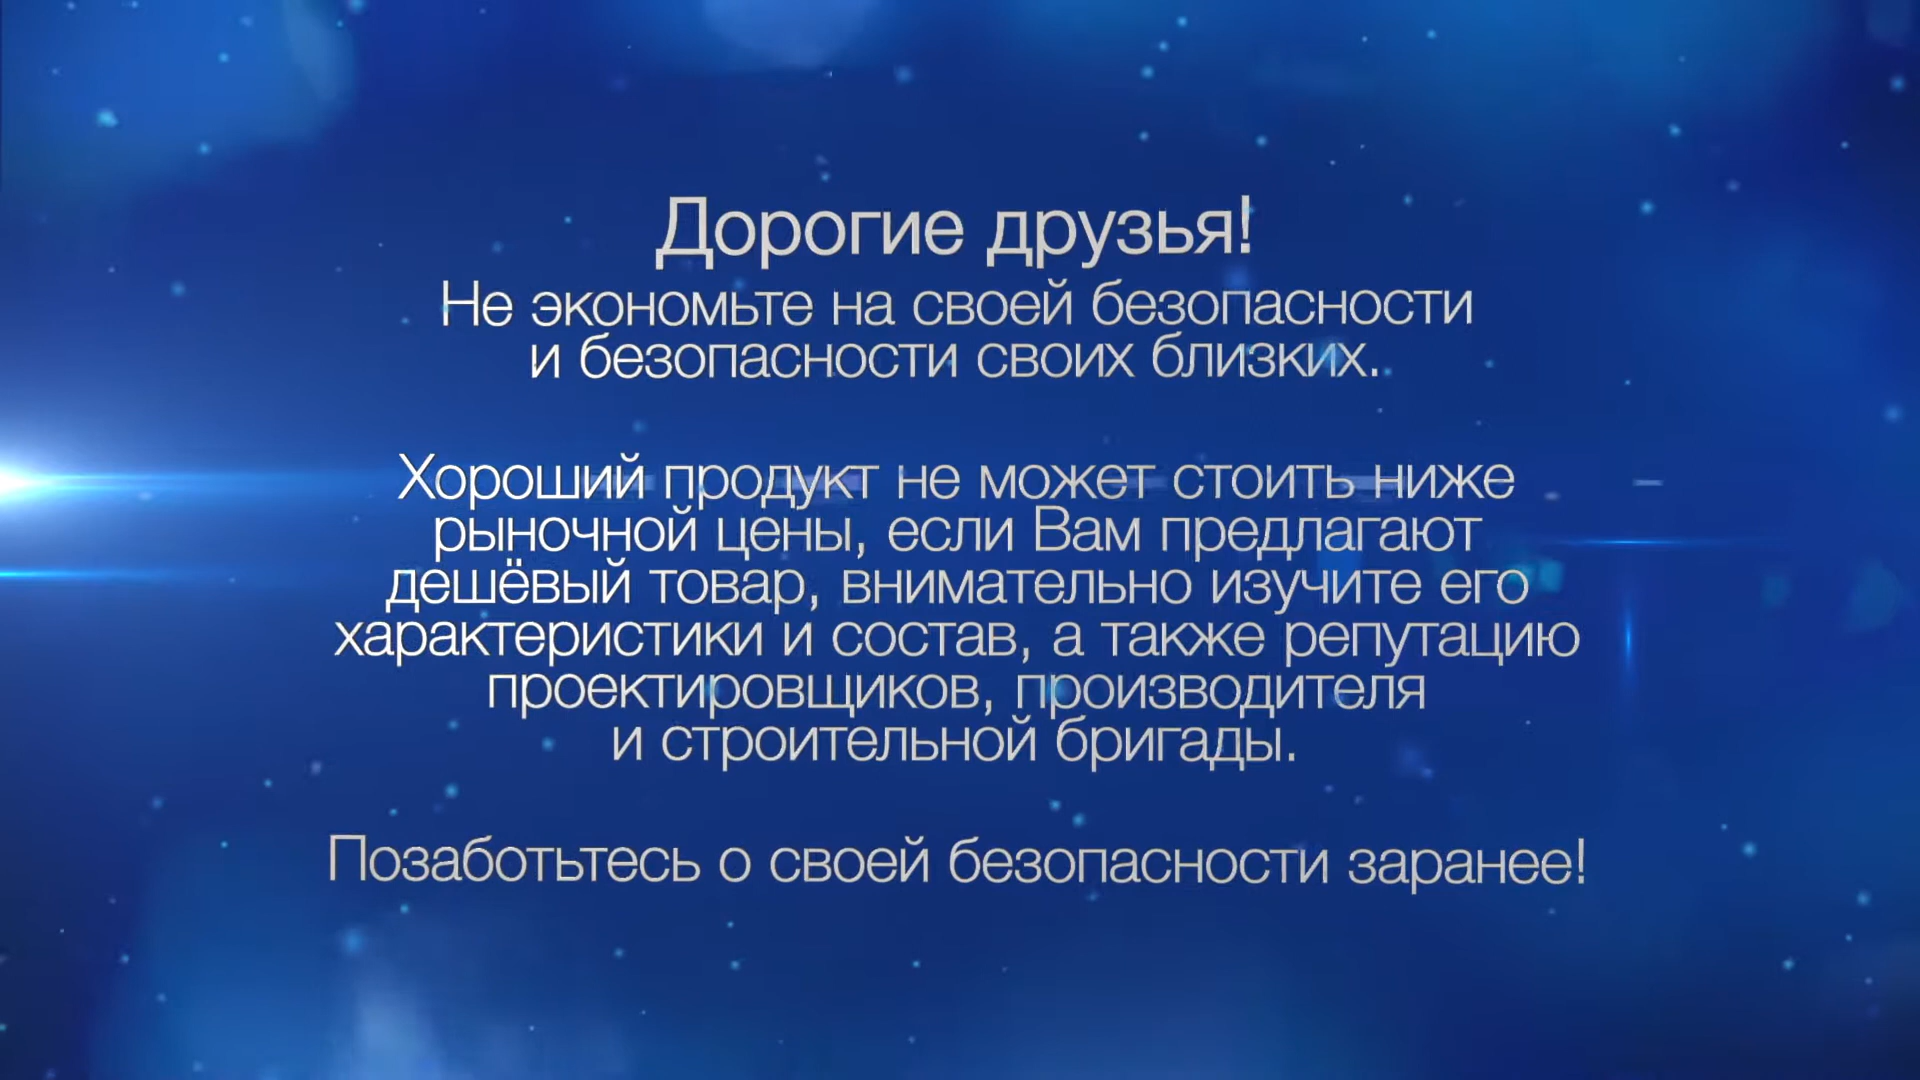 Дорогие друзья!
Не экономьте на своей безопасности
и безопасности своих близких.
Хороший продукт не может стоить ниже
рыночной цены, если Вам предлагают
дешёвый товар, внимательно изучите его
характеристики и состав, а также репутацию
проектировщиков, производителя
и строительной бригады.
Позаботьтесь о своей безопасности заранее!